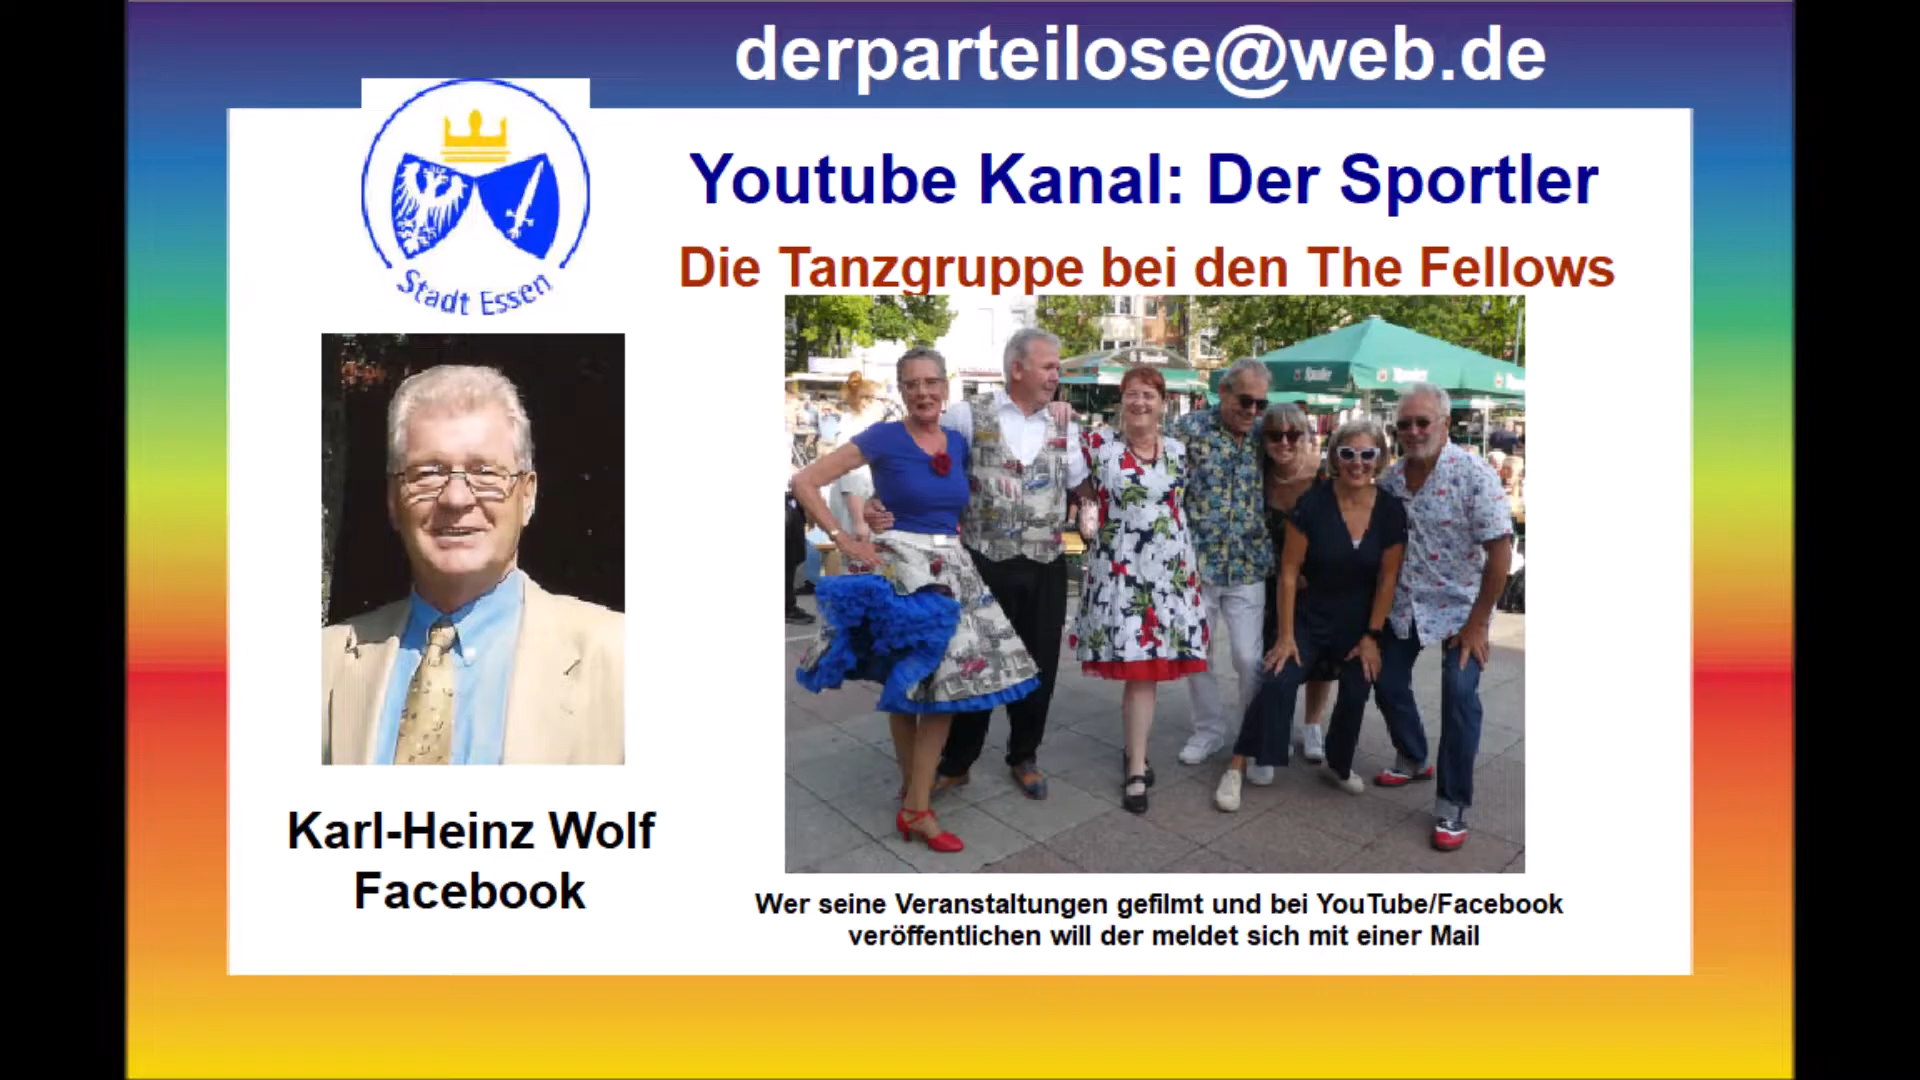 derparteilose@web.de
Stadt Essen
Youtube Kanal: Der Sportler
Die Tanzgruppe bei den The Fellows
Karl-Heinz Wolf
Facebook
Wer seine Veranstaltungen gefilmt und bei YouTube/Facebook
veröffentlichen will der meldet sich mit einer Mail